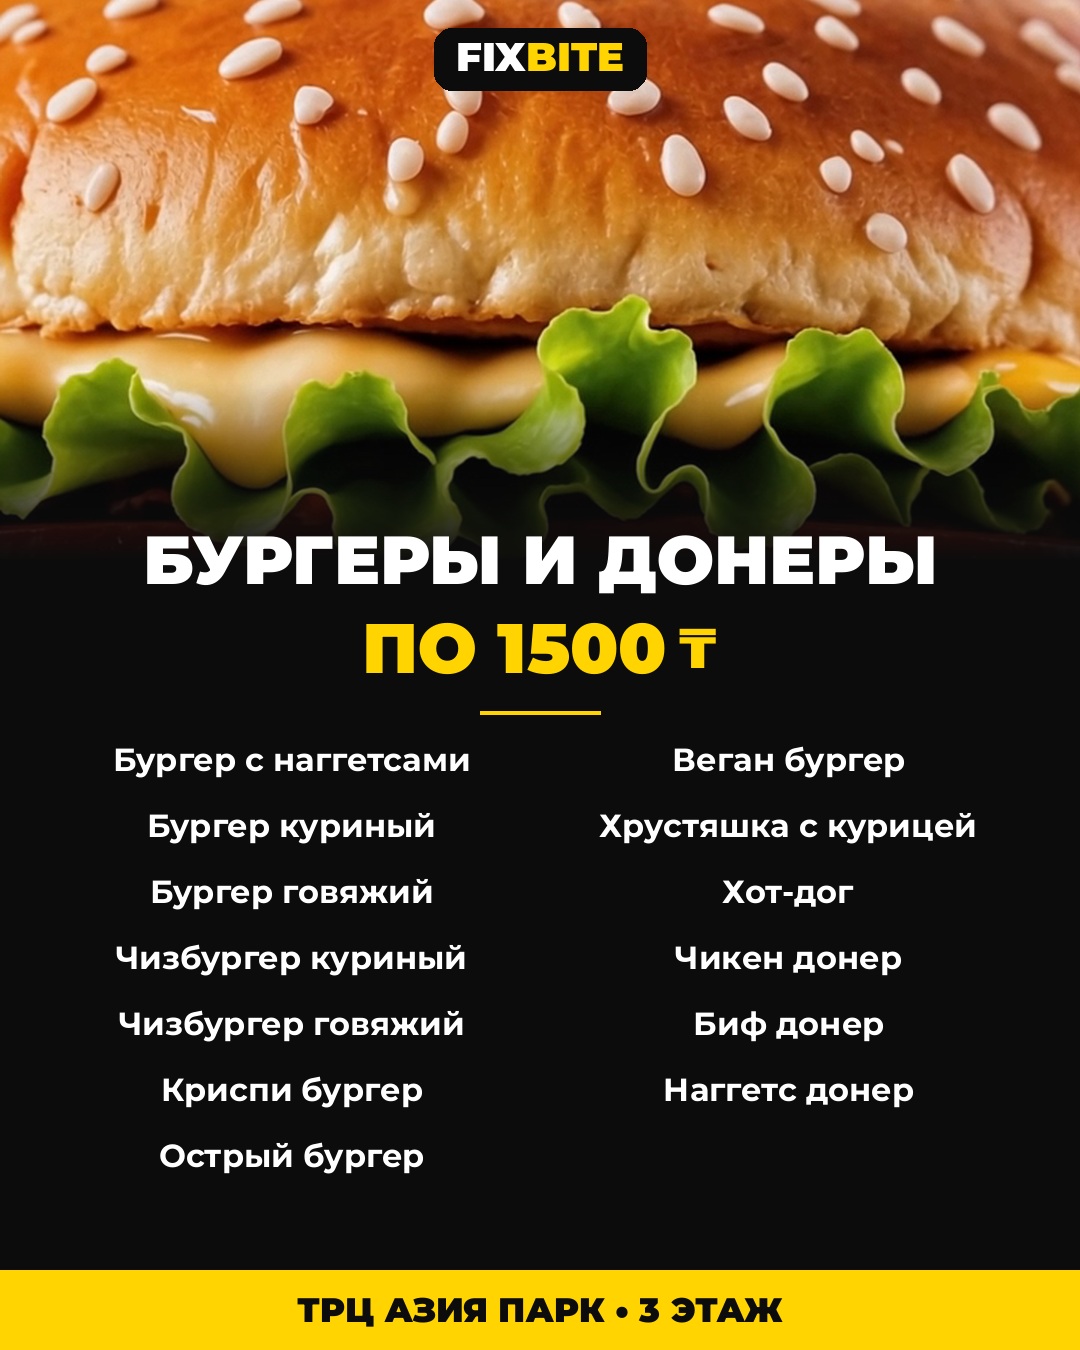 FIXBITE
БУРГЕРЫ И ДОНЕРЫ
ПО 1500 ₸
Бургер с наггетсами
Бургер куриный
Бургер говяжий
Чизбургер куриный
Чизбургер говяжий
Криспи бургер
Острый бургер
Веган бургер
Хрустяшка с курицей
Хот-дог
Чикен донер
Биф донер
Наггетс донер
ТРЦ АЗИЯ ПАРК • 3 ЭТАЖ